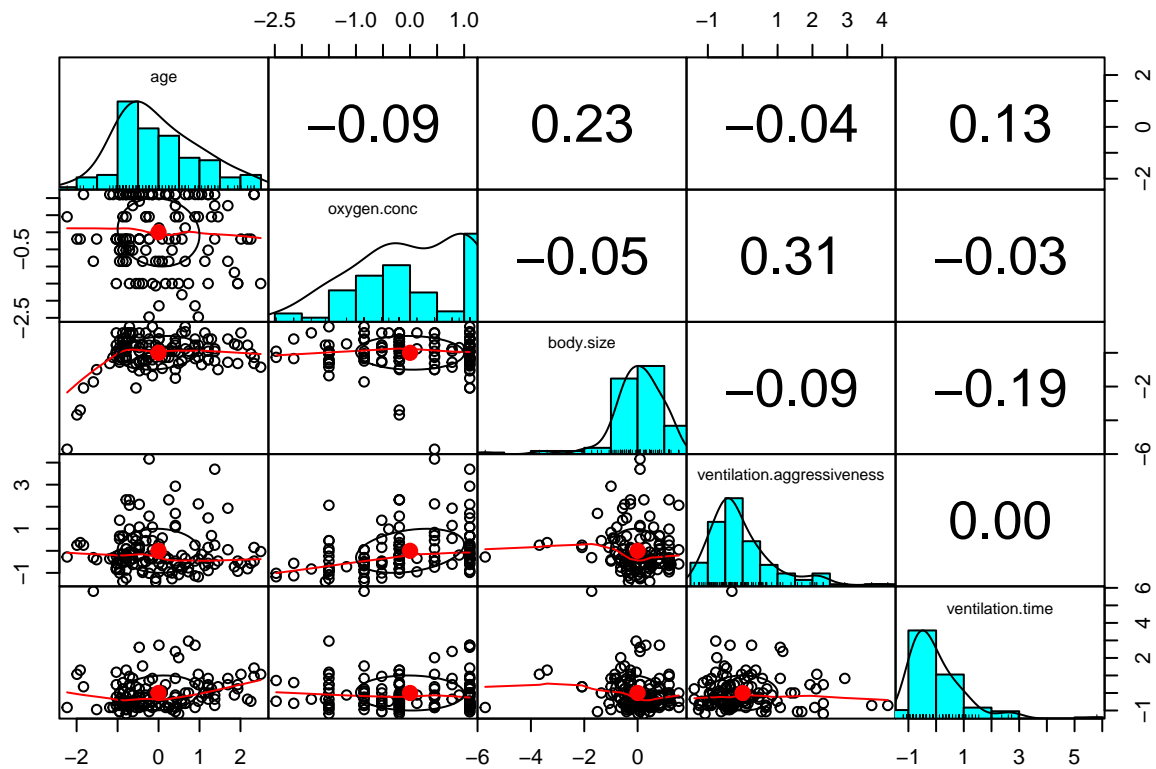 −2.5 −1.0 0.0 1.0 −1 1 2 3 4
age −0.09 0.23 −0.04 0.13
−2 0 2
oxygen.conc −0.05 0.31 −0.03
−2.5 −0.5
body.size −0.09 −0.19
−6 −2
ventilation.aggressiveness 0.00
−1 1 3
ventilation.time
−1 1 2 4 6
−2 0 1 2 −6 −2 0 −1 1 3 5